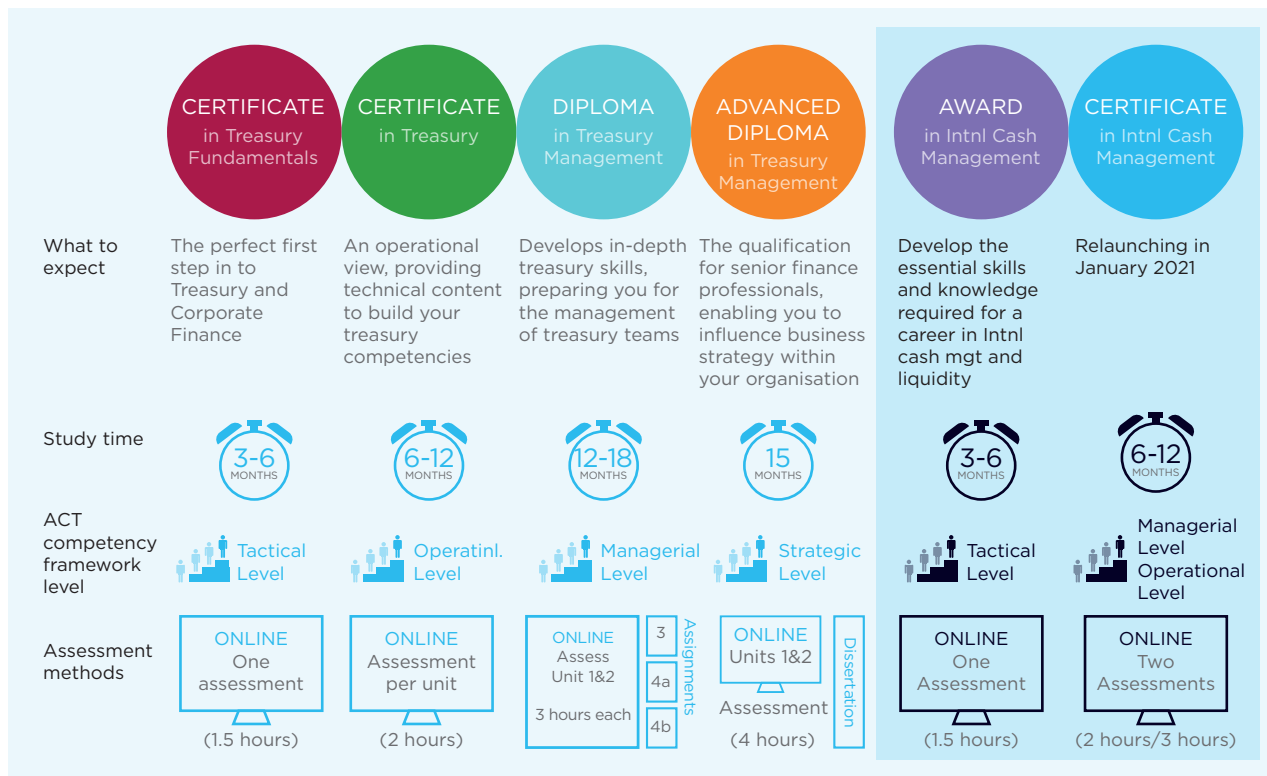 CERTIFICATE
in Treasury
Fundamentals
CERTIFICATE
in Treasury
DIPLOMA
in Treasury
Management
ADVANCED
DIPLOMA
in Treasury
Management
AWARD
in Intnl Cash
Management
CERTIFICATE
in Intnl Cash
Management
What to
expect
The perfect first
step in to
Treasury and
Corporate
Finance
An operational
view, providing
technical content
to build your
treasury
competencies
Develops in-depth
treasury skills,
preparing you for
the management
of treasury teams
The qualification
for senior finance
professionals,
enabling you to
influence business
strategy within
your organisation
Develop the
essential skills
and knowledge
required for a
career in Intnl
cash mgt and
liquidity
Relaunching in
January 2021
Study time
3-6
MONTHS
6-12
MONTHS
12-18
MONTHS
15
MONTHS
3-6
MONTHS
6-12
MONTHS
ACT
competency
framework
level
Tactical
Level
Operatinl.
Level
Managerial
Level
Strategic
Level
Tactical
Level
Managerial
Level
Operational
Level
Assessment
methods
ONLINE
One
assessment
(1.5 hours)
ONLINE
Assessment
per unit
(2 hours)
ONLINE
Assess
Unit 1&2
3 hours each
3
4a
4b
Assignments
ONLINE
Units 1&2
Assessment
(4 hours)
Dissertation
ONLINE
One
Assessment
(1.5 hours)
ONLINE
Two
Assessments
(2 hours/3 hours)